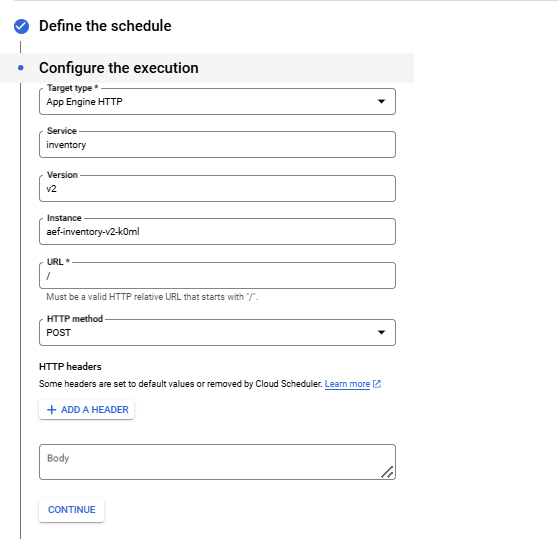 Define the schedule
Configure the execution
Target type *
App Engine HTTP
Service
inventory
Version
v2
Instance
aef-inventory-v2-k0ml
URL *
/
Must be a valid HTTP relative URL that starts with "/".
HTTP method
POST
HTTP headers
Some headers are set to default values or removed by Cloud Scheduler. Learn more
+ ADD A HEADER
Body
CONTINUE